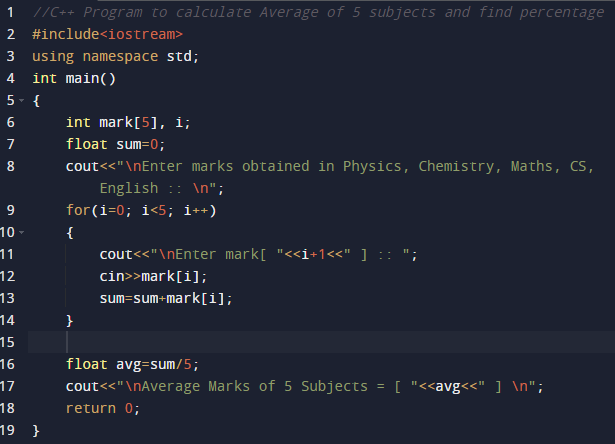 1 //C++ Program to calculate Average of 5 subjects and find percentage
2 #include<iostream>
3 using namespace std;
4 int main()
5 {
6 int mark[5], i;
7 float sum=0;
8 cout<<"\nEnter marks obtained in Physics, Chemistry, Maths, CS,
English :: \n";
9 for(i=0; i<5; i++)
10 {
11 cout<<"\nEnter mark[ "<<i+1<<" ] :: ";
12 cin>>mark[i];
13 sum=sum+mark[i];
14 }
15
16 float avg=sum/5;
17 cout<<"\nAverage Marks of 5 Subjects = [ "<<avg<<" ] \n";
18 return 0;
19 }